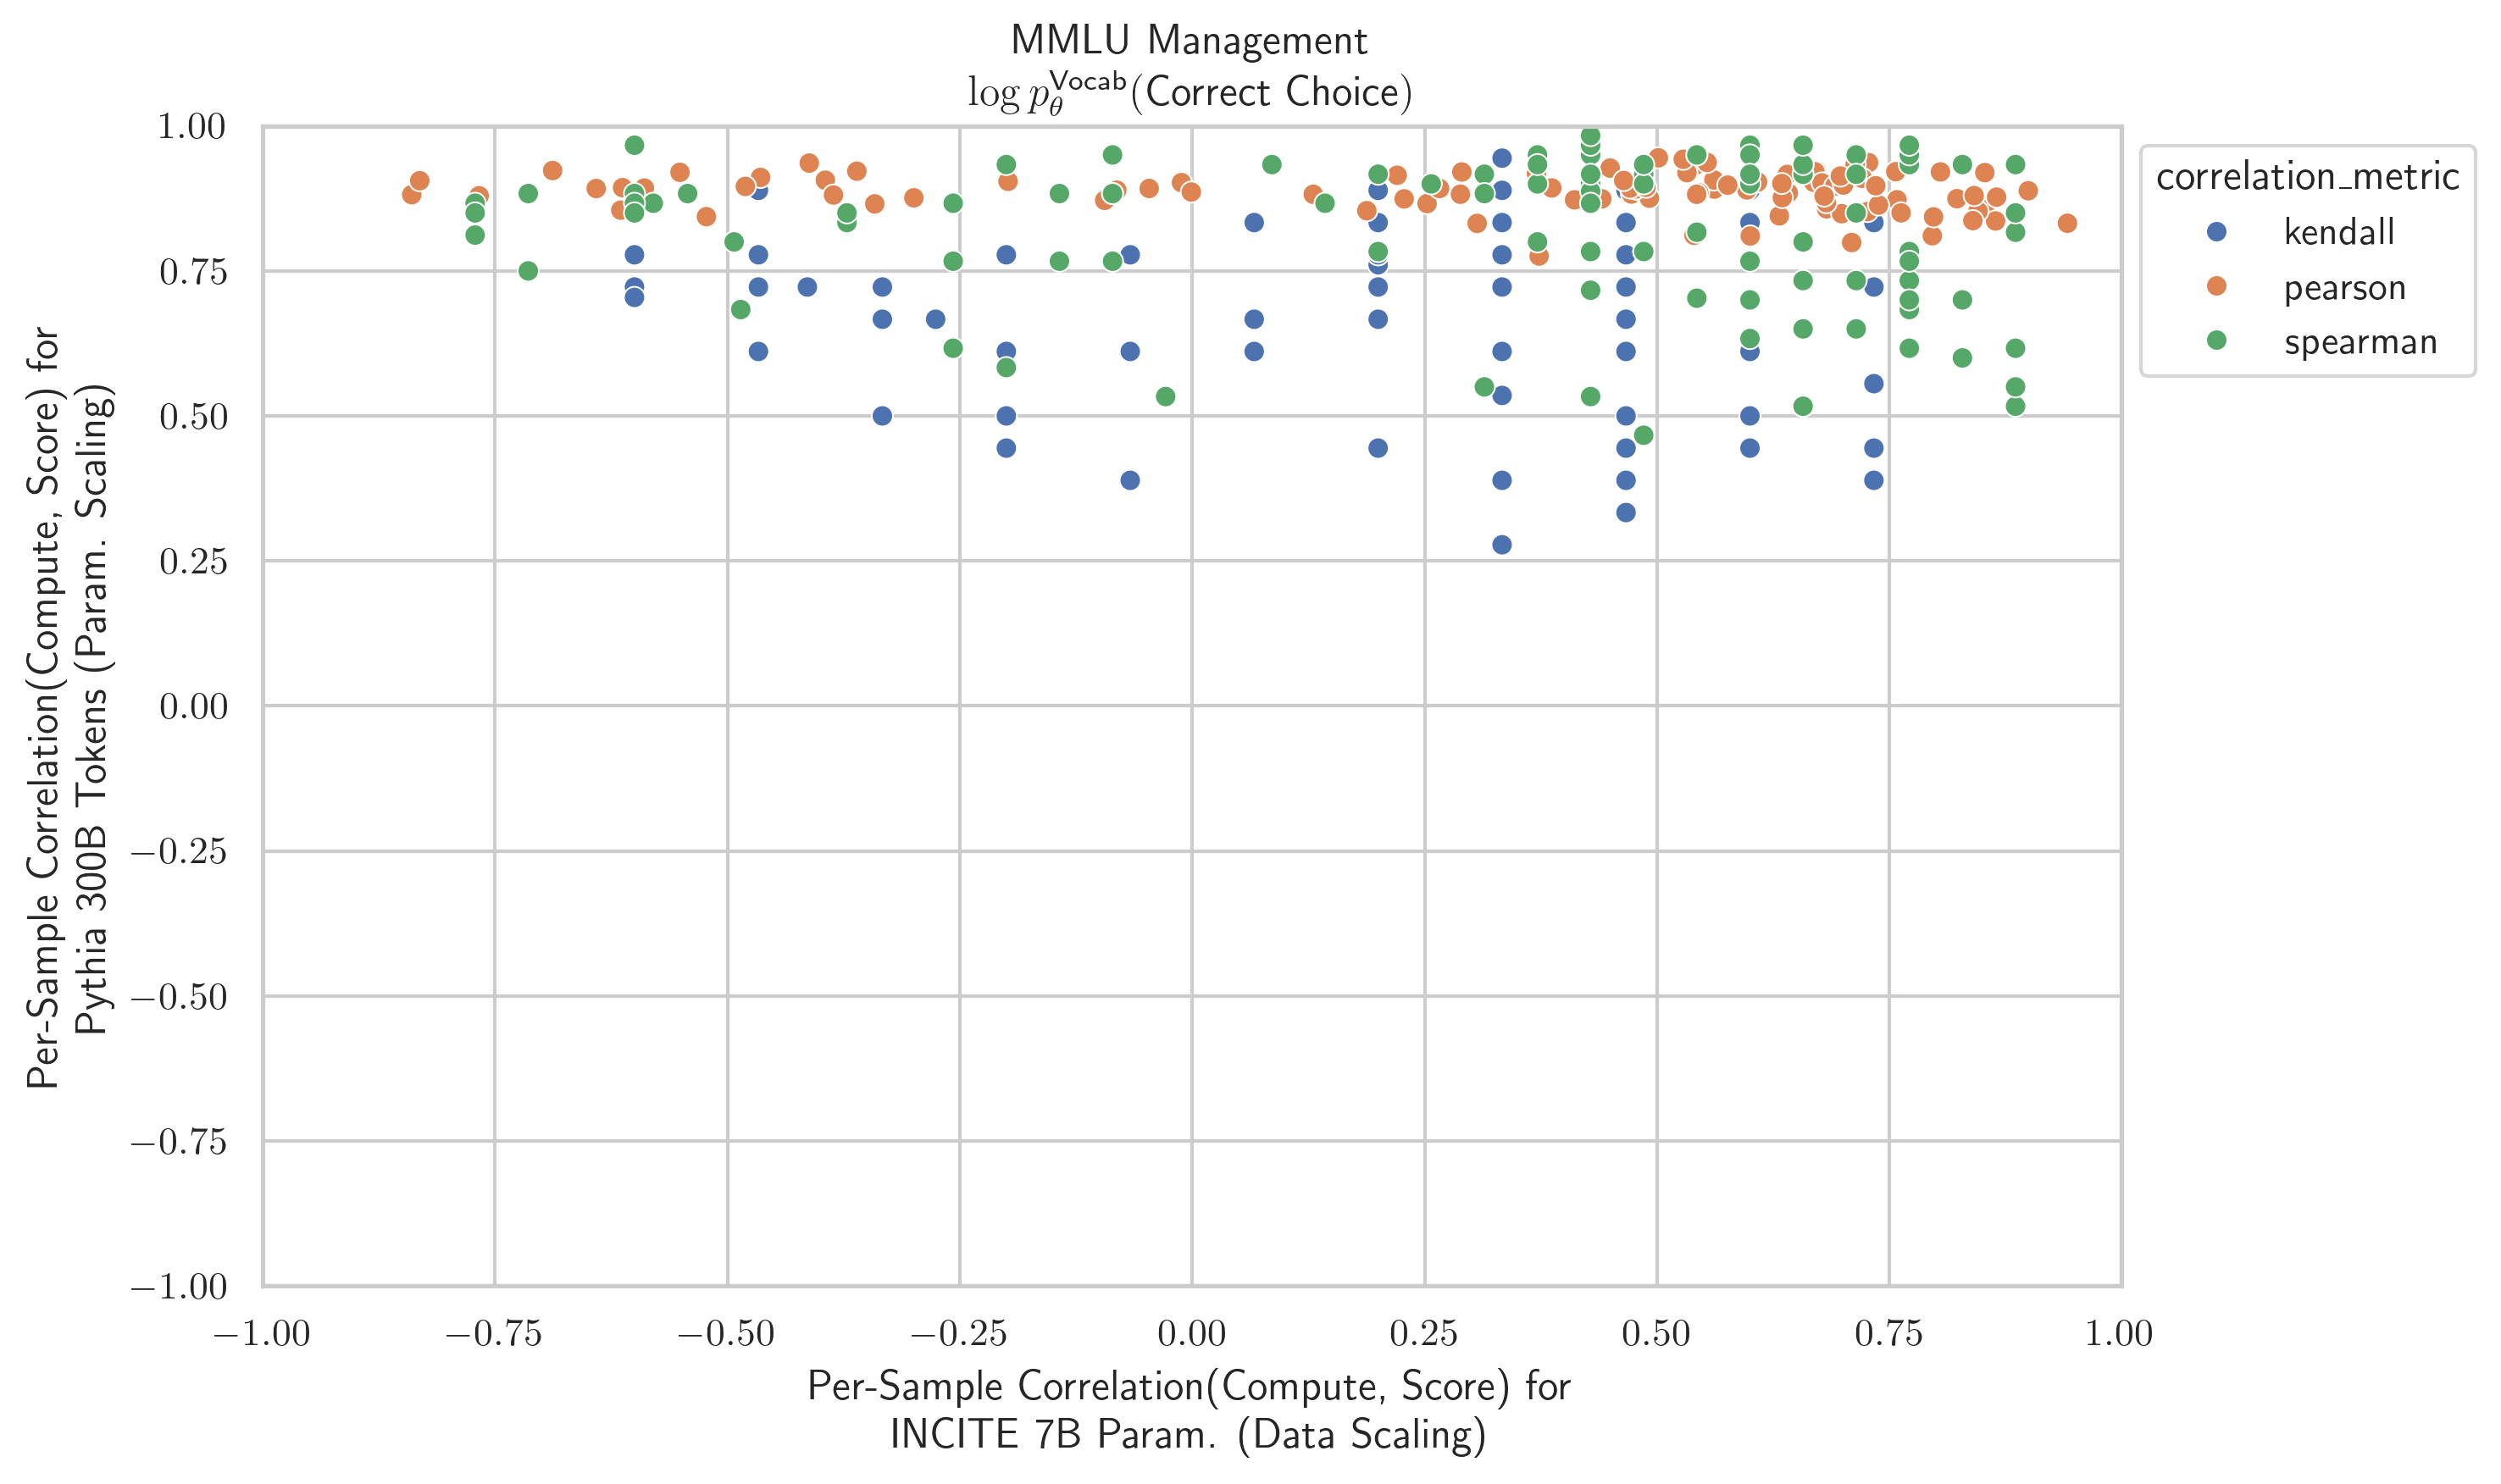 MMLU Management
log p_θ^Vocab(Correct Choice)
1.00
0.75
0.50
0.25
0.00
−0.25
−0.50
−0.75
−1.00
Per-Sample Correlation(Compute, Score) for
Pythia 300B Tokens (Param. Scaling)
−1.00 −0.75 −0.50 −0.25 0.00 0.25 0.50 0.75 1.00
Per-Sample Correlation(Compute, Score) for
INCITE 7B Param. (Data Scaling)
correlation_metric
kendall
pearson
spearman